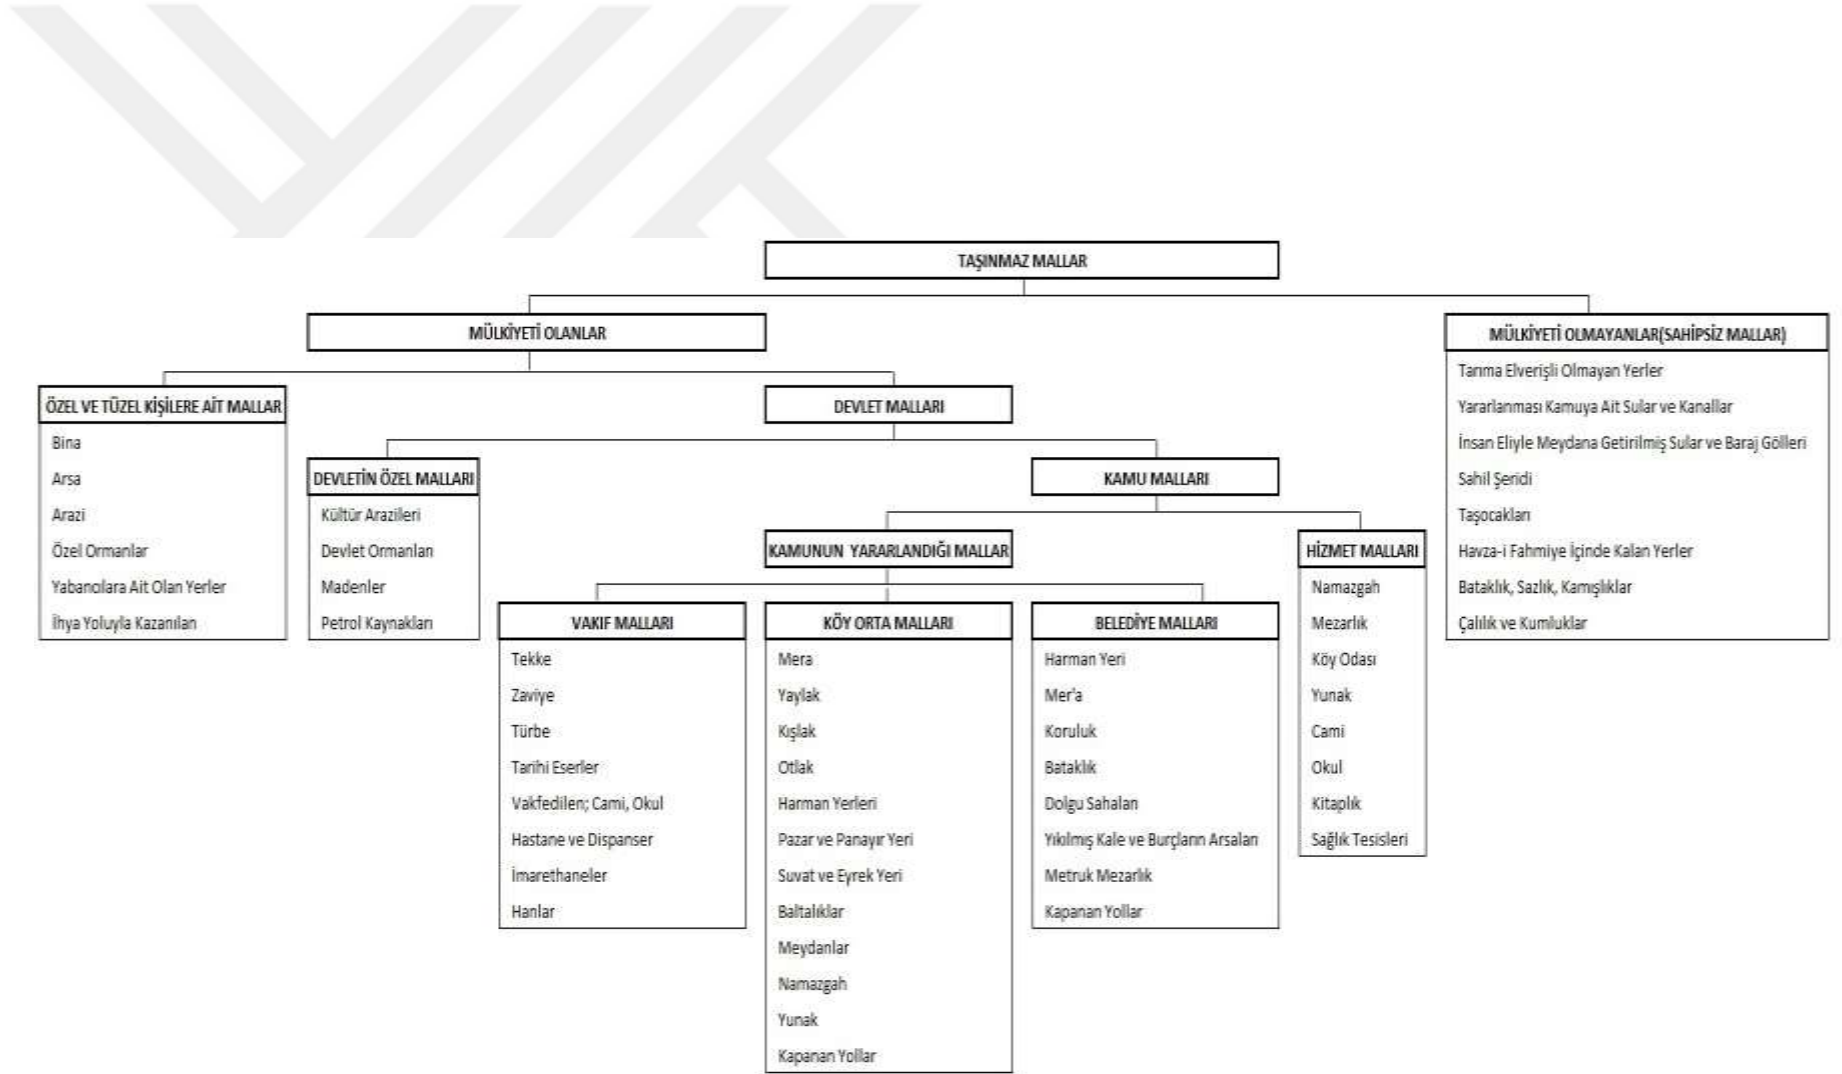 TAŞINMAZ MALLAR
MÜLKİYETİ OLANLAR
MÜLKİYETİ OLMAYANLAR(SAHİPSİZ MALLAR)
Tarıma Elverişli Olmayan Yerler
Yararlanması Kamuya Ait Sular ve Kanallar
İnsan Eliyle Meydana Getirilmiş Sular ve Baraj Gölleri
Sahil Şeridi
Taşocakları
Havza-i Fahmiye İçinde Kalan Yerler
Bataklık, Sazlık, Kamışlıklar
Çalılık ve Kumluklar
ÖZEL VE TÜZEL KİŞİLERE AİT MALLAR
Bina
Arsa
Arazi
Özel Ormanlar
Yabancılara Ait Olan Yerler
İhya Yoluyla Kazanılan
DEVLET MALLARI
DEVLETİN ÖZEL MALLARI
Kültür Arazileri
Devlet Ormanları
Madenler
Petrol Kaynakları
KAMU MALLARI
KAMUNUN YARARLANDIĞI MALLAR
VAKIF MALLARI
Tekke
Zaviye
Türbe
Tarihi Eserler
Vakfedilen; Cami, Okul
Hastane ve Dispanser
İmarethaneler
Hanlar
KÖY ORTA MALLARI
Mera
Yaylak
Kışlak
Otlak
Harman Yerleri
Pazar ve Panayır Yeri
Suvat ve Eyrek Yeri
Baltalıklar
Meydanlar
Namazgah
Yunak
Kapanan Yollar
BELEDİYE MALLARI
Harman Yeri
Mer'a
Koruluk
Bataklık
Dolgu Sahaları
Yıkılmış Kale ve Burçların Arsaları
Metruk Mezarlık
Kapanan Yollar
HİZMET MALLARI
Namazgah
Mezarlık
Köy Odası
Yunak
Cami
Okul
Kitaplık
Sağlık Tesisleri